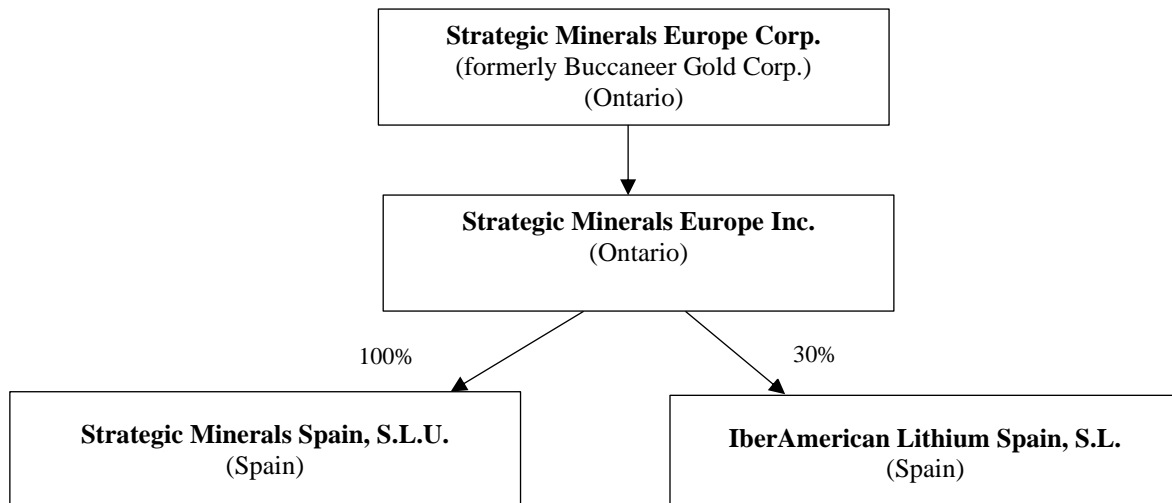 Strategic Minerals Europe Corp.
(formerly Buccaneer Gold Corp.)
(Ontario)
Strategic Minerals Europe Inc.
(Ontario)
100%
30%
Strategic Minerals Spain, S.L.U.
(Spain)
IberAmerican Lithium Spain, S.L.
(Spain)